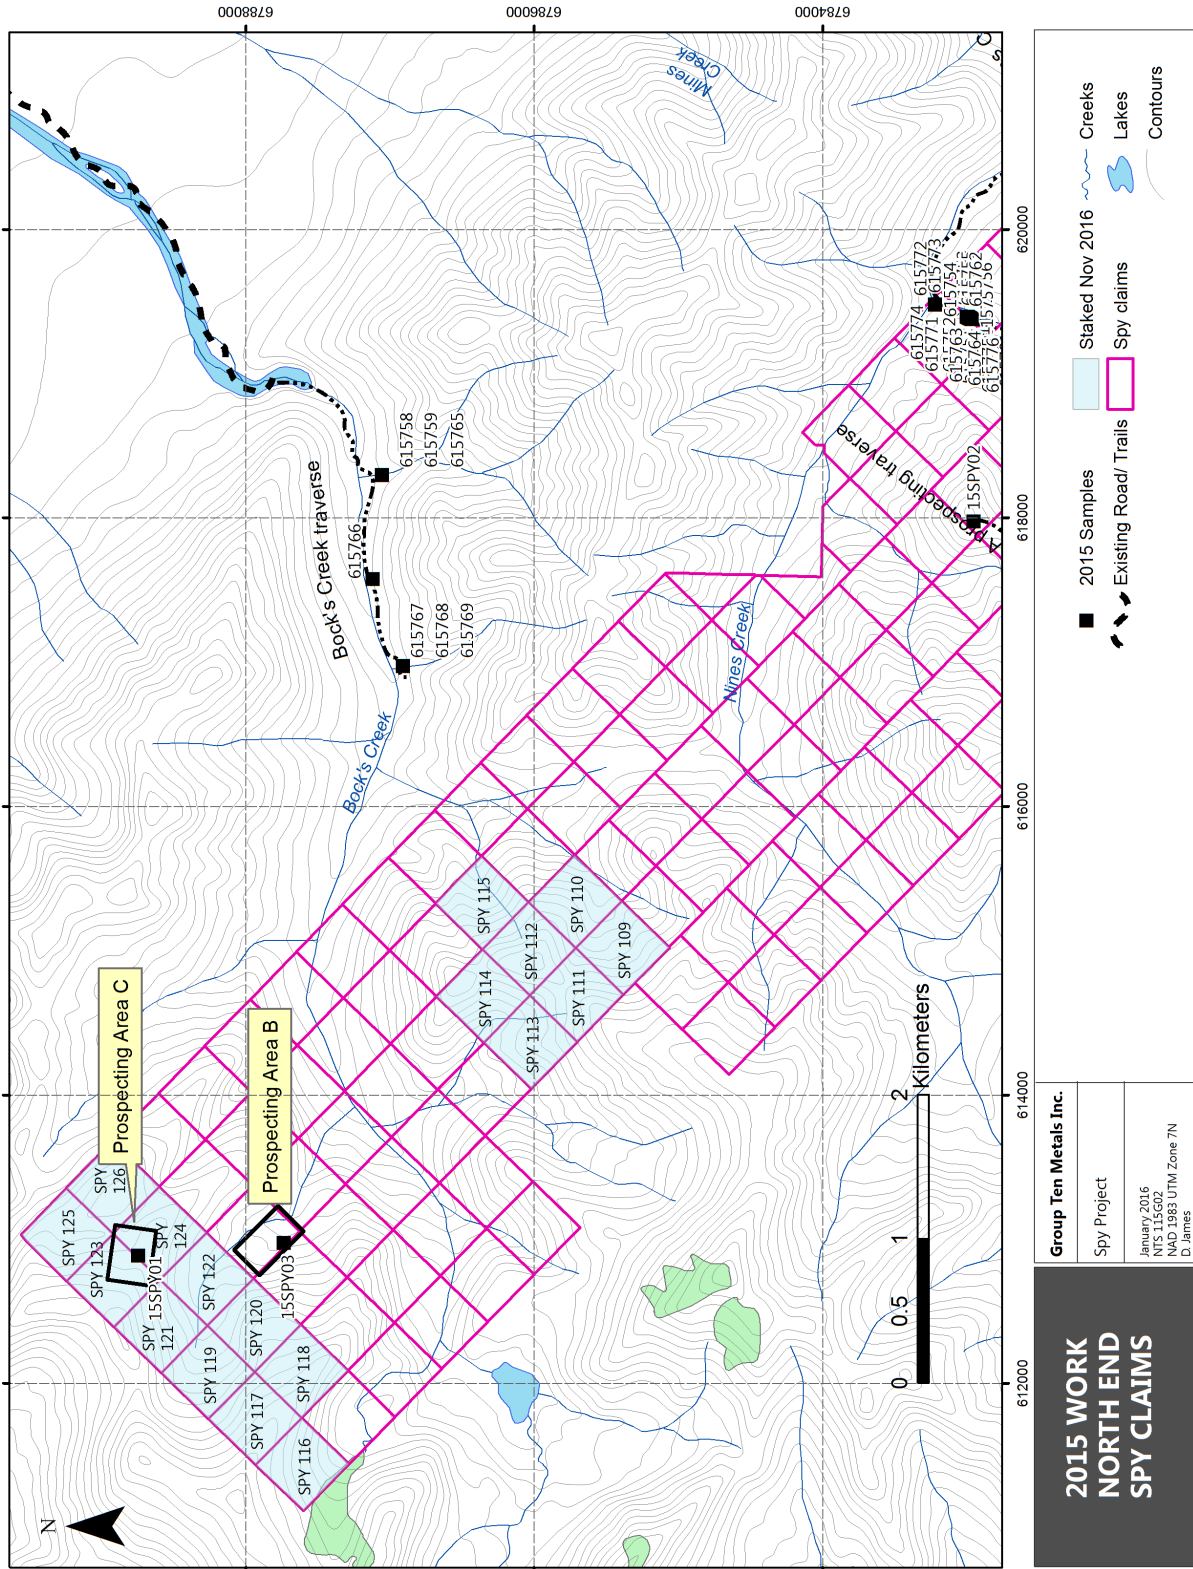 6788000
6786000
6784000
Mines
Creek
Bock's Creek traverse
615758
615759
615765
615766
615767
615768
615769
Bock's Creek
Nines Creek
A prospecting traverse
615774
615772
615771
615773
615754
615763
615762
615764
615756
615776
15SPY02
Prospecting Area C
Prospecting Area B
SPY 125
SPY
126
SPY 123
SPY
124
15SPY01
SPY
121
SPY 122
SPY 120
SPY 119
SPY 118
SPY 117
SPY 116
15SPY03
SPY 115
SPY 114
SPY 112
SPY 110
SPY 113
SPY 111
SPY 109
N
0 0.5 1 2
Kilometers
612000
614000
616000
618000
620000
2015 WORK
NORTH END
SPY CLAIMS
Group Ten Metals Inc.
Spy Project
January 2016
NTS 115G02
NAD 1983 UTM Zone 7N
D. James
2015 Samples
Existing Road/ Trails
Staked Nov 2016
Spy claims
Creeks
Lakes
Contours